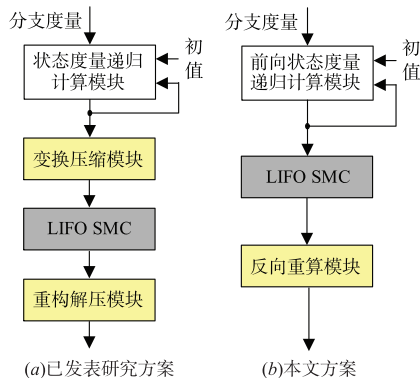 分支度量
状态度量递归
计算模块
初
值
变换压缩模块
LIFO SMC
重构解压模块
(a)已发表研究方案
分支度量
前向状态度量
递归计算模块
初
值
LIFO SMC
反向重算模块
(b)本文方案